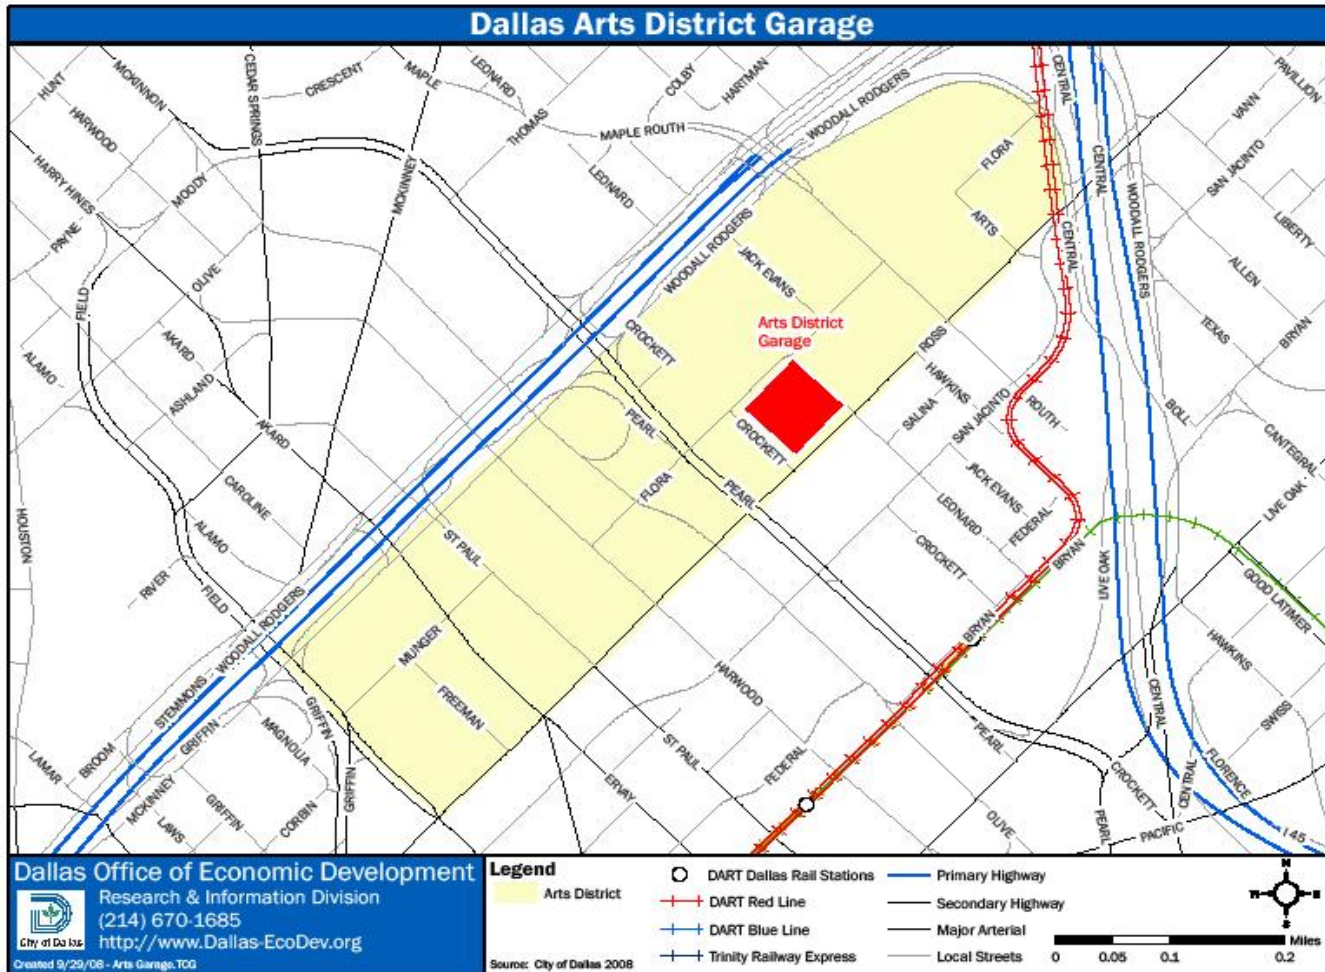 Dallas Arts District Garage
HUNT
MCKINNON
CEDAR SPRINGS
CRESCENT
MAPLE
LEONARD
COLBY
HARTMAN
WOODALL RODGERS
CENTRAL
PAVILLION
VANN
HARWOOD
THOMAS
MAPLE ROUTH
FLORA
CENTRAL
SAN JACINTO
HARRY HINES
MOODY
MCKINNEY
LEONARD
WOODALL RODGERS
LIBERTY
PAYNE
OLIVE
WOODALL RODGERS
ARTS
CENTRAL
ALLEN
FIELD
JACK EVANS
AKARD
CROCKETT
Arts District
Garage
ROSS
TEXAS
BRYAN
ALAMO
ASHLAND
HAWKINS
AKARD
PEARL
CROCKETT
SALINA
SAN JACINTO
ROUTH
BOLL
CANTEGRAL
CAROLINE
FLORA
PEARL
JACK EVANS
LIVE OAK
HOUSTON
ALAMO
ST PAUL
LEONARD
FEDERAL
CROCKETT
BRYAN
LIVE OAK
GOOD LATIMER
RIVER
FIELD
WOODALL RODGERS
MUNGER
BRYAN
HAWKINS
STEMMONS
FREEMAN
HARWOOD
CENTRAL
SWISS
GRIFFIN
LAMAR
BROOM
GRIFFIN
MAGNOLIA
ST PAUL
FEDERAL
PEARL
FLORENCE
MCKINNEY
GRIFFIN
CORBIN
GRIFFIN
ERVAY
CROCKETT
CENTRAL
LAWS
OLIVE
PEARL
PACIFIC
I 45
Dallas Office of Economic Development
Research & Information Division
(214) 670-1685
http://www.Dallas-EcoDev.org
City of Dallas
Created 9/29/08 - Arts Garage.TCG
Legend
Arts District
Source: City of Dallas 2008
DART Dallas Rail Stations
DART Red Line
DART Blue Line
Trinity Railway Express
Primary Highway
Secondary Highway
Major Arterial
Local Streets
N
W
E
S
Miles
0 0.05 0.1 0.2